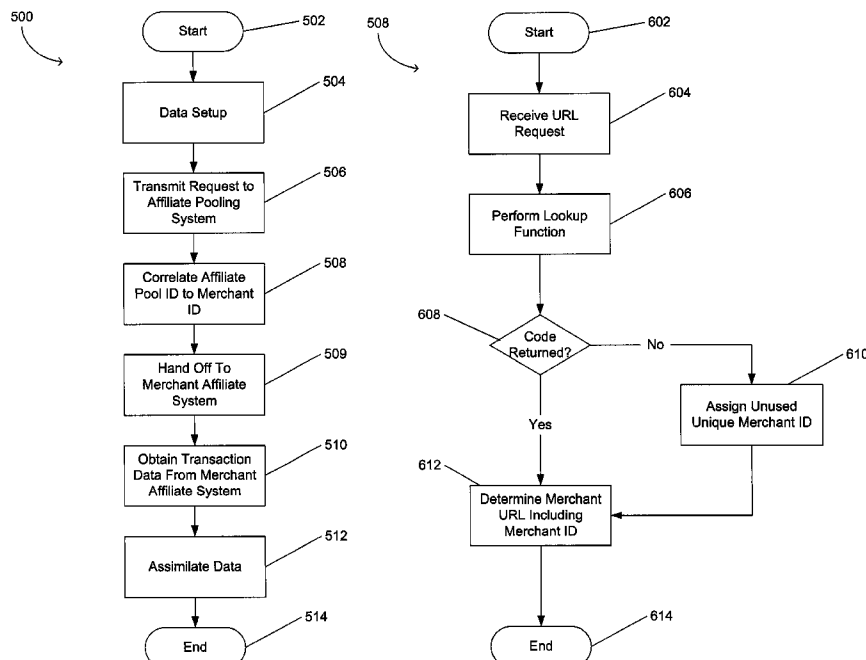 500
Start
502
Data Setup
504
Transmit Request to
Affiliate Pooling
System
506
Correlate Affiliate
Pool ID to Merchant
ID
508
Hand Off To
Merchant Affiliate
System
509
Obtain Transaction
Data From Merchant
Affiliate System
510
Assimilate Data
512
End
514
508
Start
602
Receive URL
Request
604
Perform Lookup
Function
606
608
Code
Returned?
No
Yes
610
Assign Unused
Unique Merchant ID
612
Determine Merchant
URL Including
Merchant ID
End
614